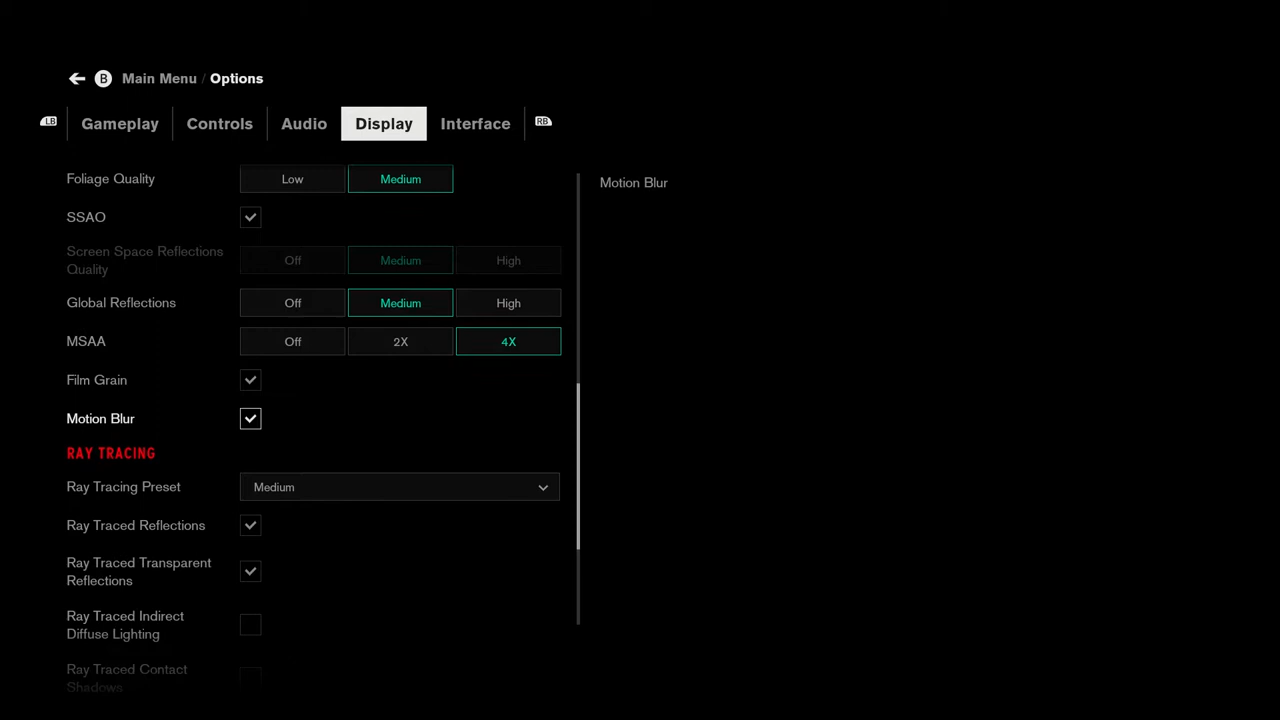 B Main Menu / Options
LB Gameplay Controls Audio Display Interface RB
Foliage Quality Low Medium
Motion Blur
SSAO
Screen Space Reflections
Quality Off Medium High
Global Reflections Off Medium High
MSAA Off 2X 4X
Film Grain
Motion Blur
RAY TRACING
Ray Tracing Preset Medium
Ray Traced Reflections
Ray Traced Transparent
Reflections
Ray Traced Indirect
Diffuse Lighting
Ray Traced Contact
Shadows